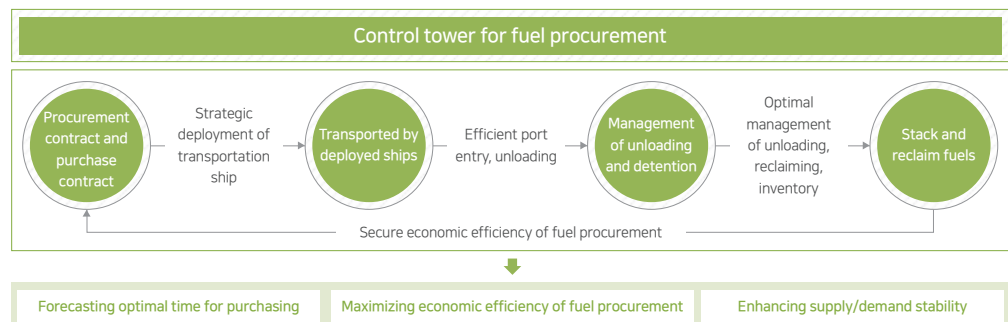 Control tower for fuel procurement
Procurement
contract and
purchase
contract
Strategic
deployment of
transportation
ship
Transported by
deployed ships
Efficient port
entry, unloading
Management
of unloading
and detention
Optimal
management
of unloading,
reclaiming,
inventory
Stack and
reclaim fuels
Secure economic efficiency of fuel procurement
Forecasting optimal time for purchasing
Maximizing economic efficiency of fuel procurement
Enhancing supply/demand stability